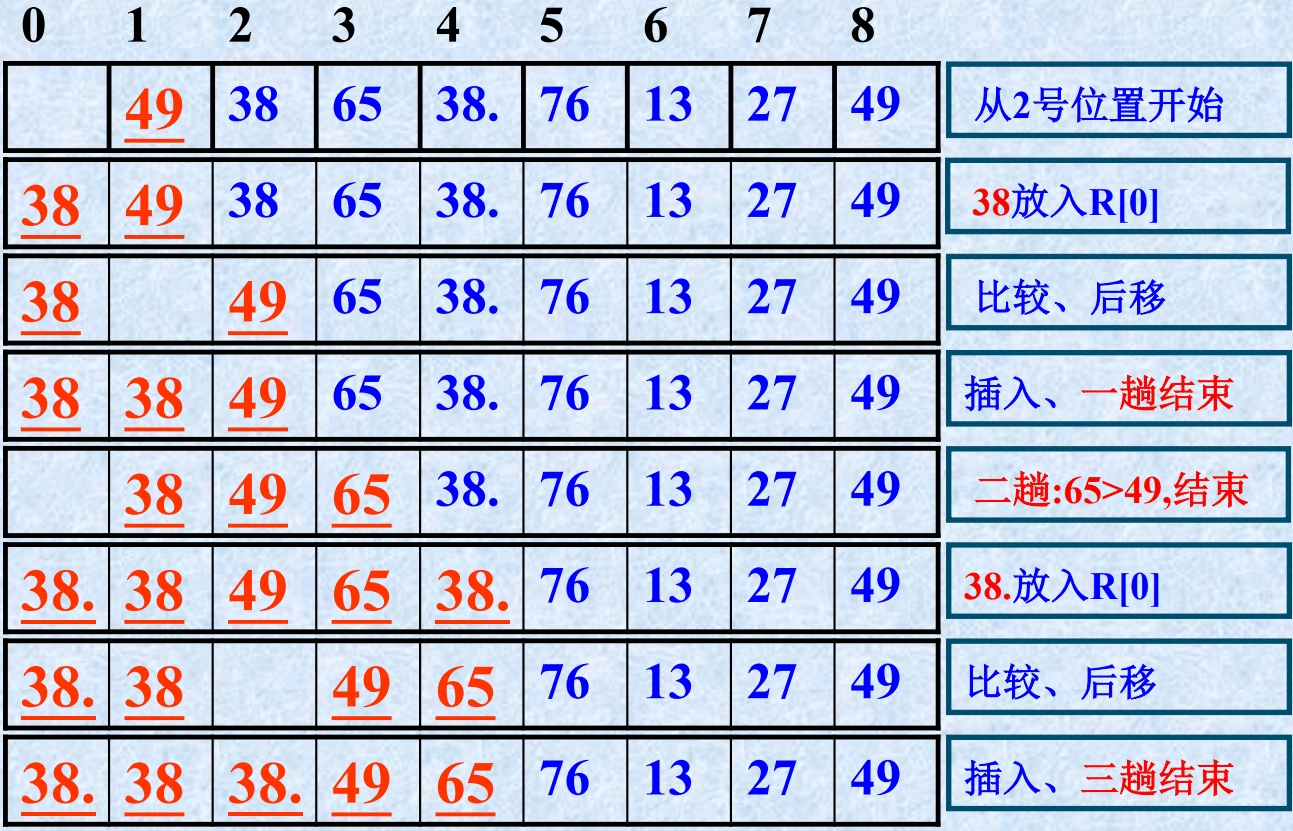 0 1 2 3 4 5 6 7 8
49 38 65 38. 76 13 27 49 从2号位置开始
38 49 38 65 38. 76 13 27 49 38放入R[0]
38 49 65 38. 76 13 27 49 比较、后移
38 38 49 65 38. 76 13 27 49 插入、一趟结束
38 49 65 38. 76 13 27 49 二趟:65>49,结束
38. 38 49 65 38. 76 13 27 49 38.放入R[0]
38. 38 49 65 76 13 27 49 比较、后移
38. 38 38. 49 65 76 13 27 49 插入、三趟结束